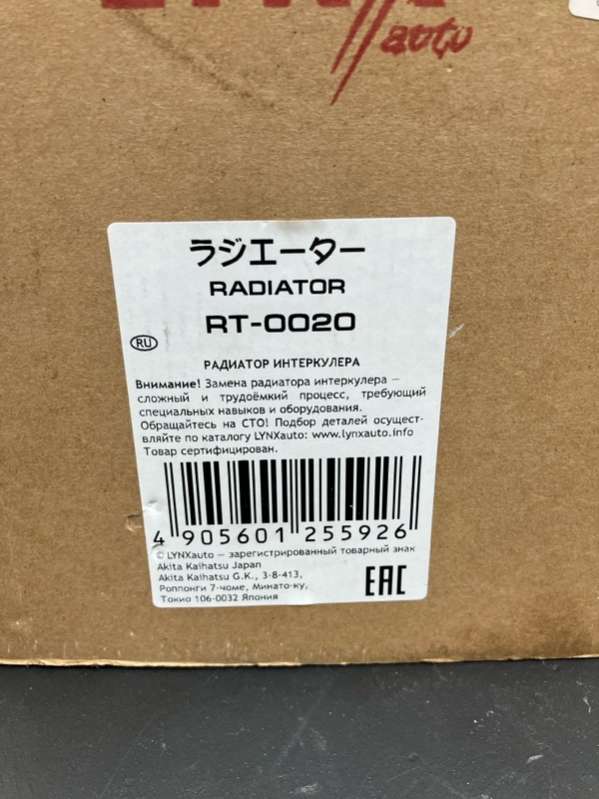 auto
ラジエーター
RADIATOR
RT-0020
RU
РАДИАТОР ИНТЕРКУЛЕРА
Внимание! Замена радиатора интеркулера –
сложный и трудоёмкий процесс, требующий
специальных навыков и оборудования.
Обращайтесь на СТО! Подбор деталей осущест-
вляйте по каталогу LYNXauto: www.lynxauto.info
Товар сертифицирован.
4 905601 255926
© LYNXauto – зарегистрированный товарный знак
Akita Kaihatsu Japan
Akita Kaihatsu G.K., 3-8-413,
Роппонги 7-чоме, Минато-ку,
Токио 106-0032 Япония
EAC